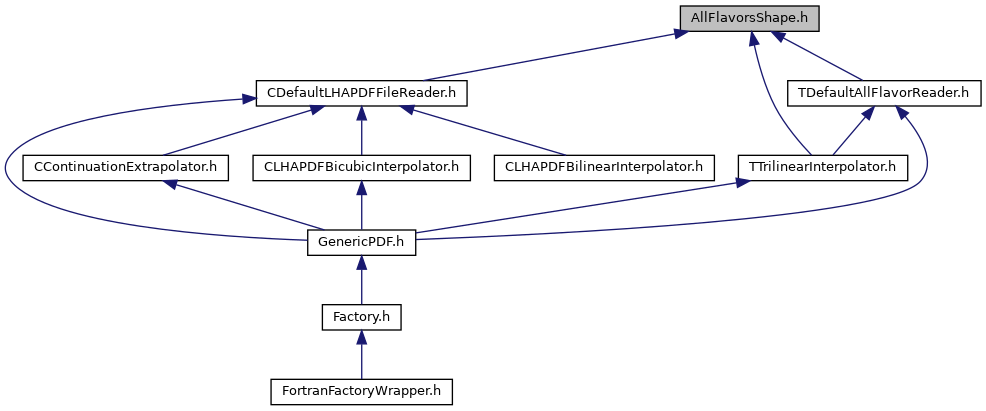 AllFlavorsShape.h
CDefaultLHAPDFFileReader.h
TDefaultAllFlavorReader.h
CContinuationExtrapolator.h
CLHAPDFBicubicInterpolator.h
CLHAPDFBilinearInterpolator.h
TTrilinearInterpolator.h
GenericPDF.h
Factory.h
FortranFactoryWrapper.h